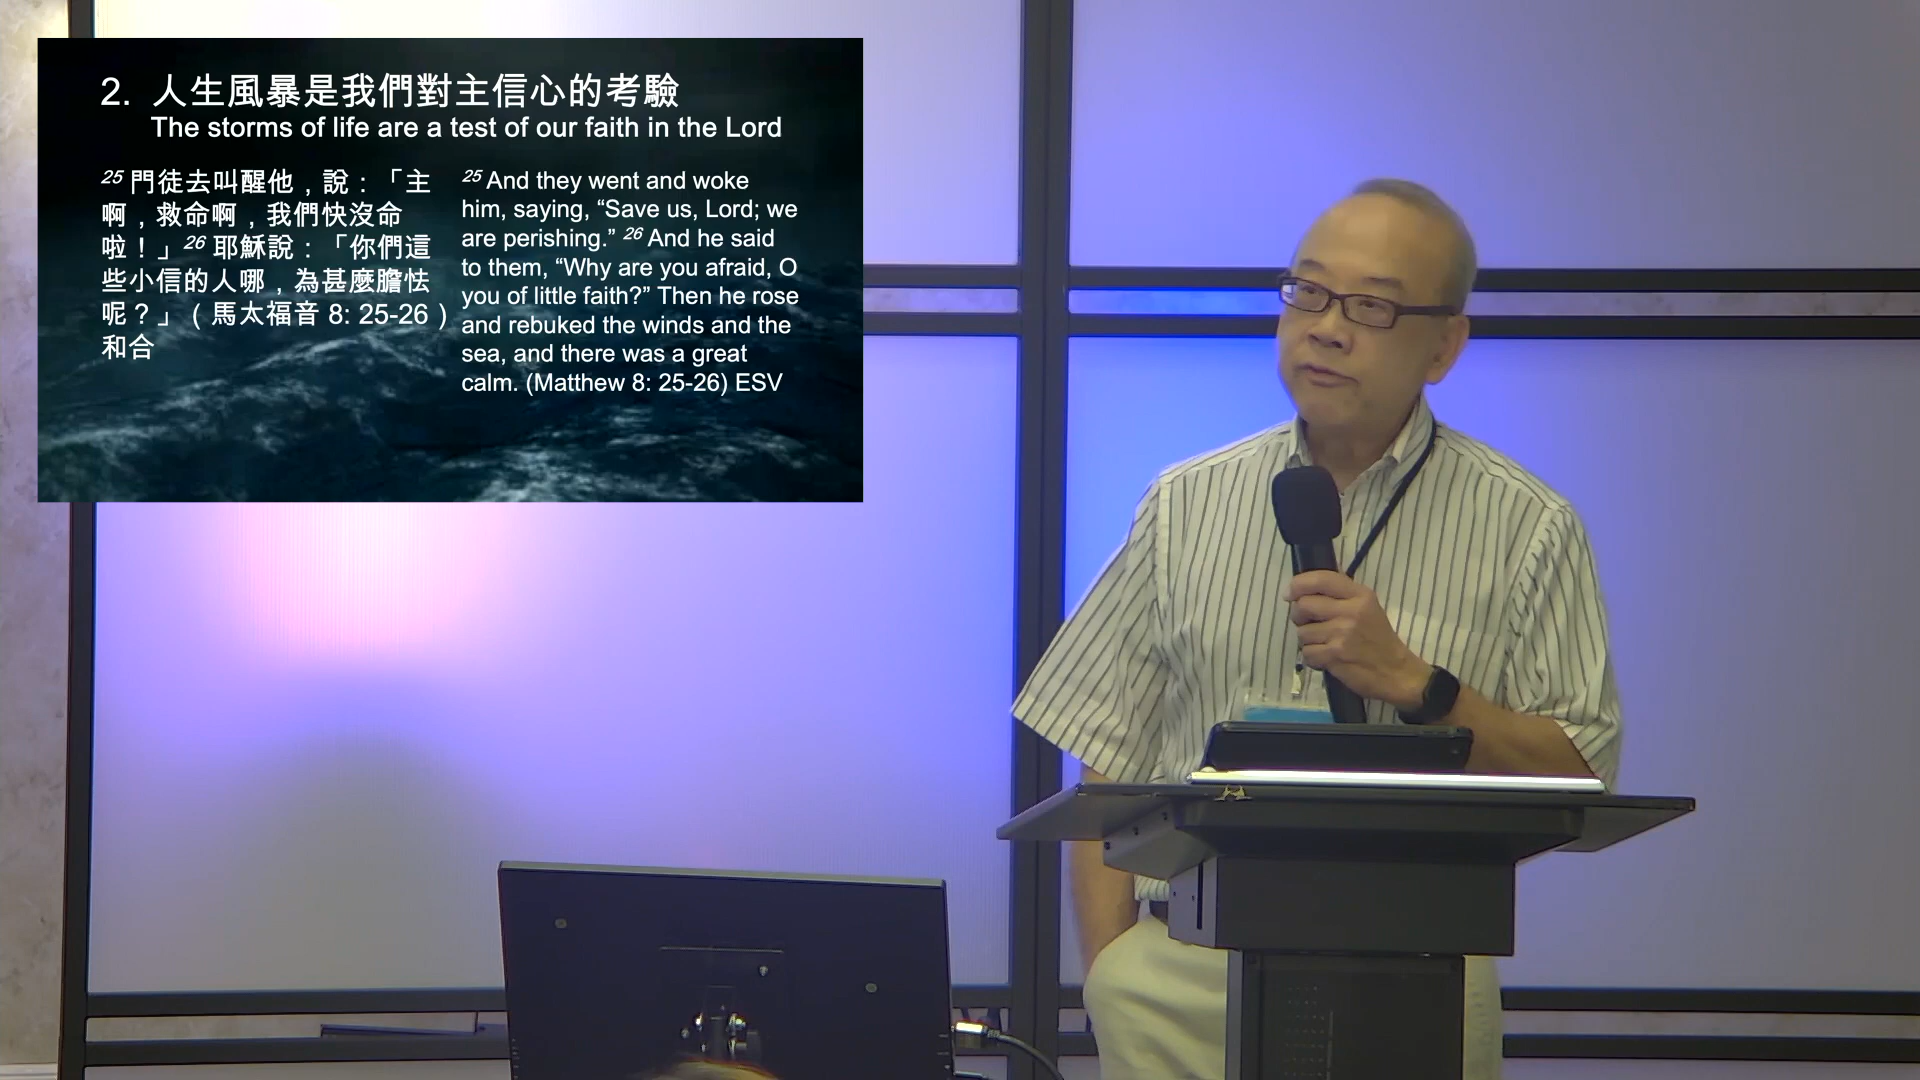 2. 人生風暴是我們對主信心的考驗
The storms of life are a test of our faith in the Lord
25 門徒去叫醒他，說：「主
啊，救命啊，我們快沒命
啦！」26 耶穌說：「你們這
些小信的人哪，為甚麼膽怯
呢？」（馬太福音 8: 25-26）
和合
25 And they went and woke
him, saying, “Save us, Lord; we
are perishing.” 26 And he said
to them, “Why are you afraid, O
you of little faith?” Then he rose
and rebuked the winds and the
sea, and there was a great
calm. (Matthew 8: 25-26) ESV